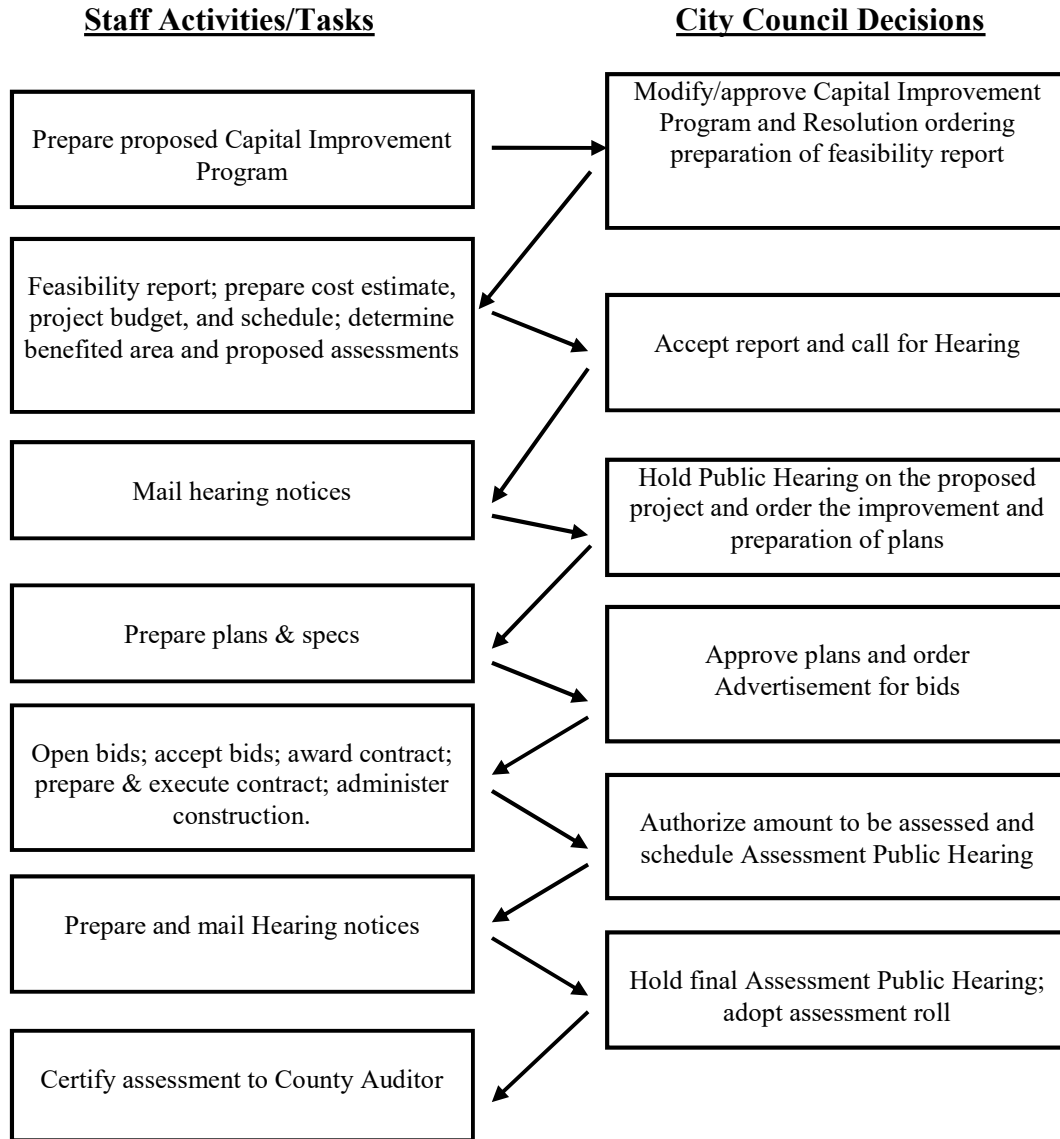 Staff Activities/Tasks
City Council Decisions
Prepare proposed Capital Improvement
Program
Modify/approve Capital Improvement
Program and Resolution ordering
preparation of feasibility report
Feasibility report; prepare cost estimate,
project budget, and schedule; determine
benefited area and proposed assessments
Accept report and call for Hearing
Mail hearing notices
Hold Public Hearing on the proposed
project and order the improvement and
preparation of plans
Prepare plans & specs
Approve plans and order
Advertisement for bids
Open bids; accept bids; award contract;
prepare & execute contract; administer
construction.
Authorize amount to be assessed and
schedule Assessment Public Hearing
Prepare and mail Hearing notices
Hold final Assessment Public Hearing;
adopt assessment roll
Certify assessment to County Auditor